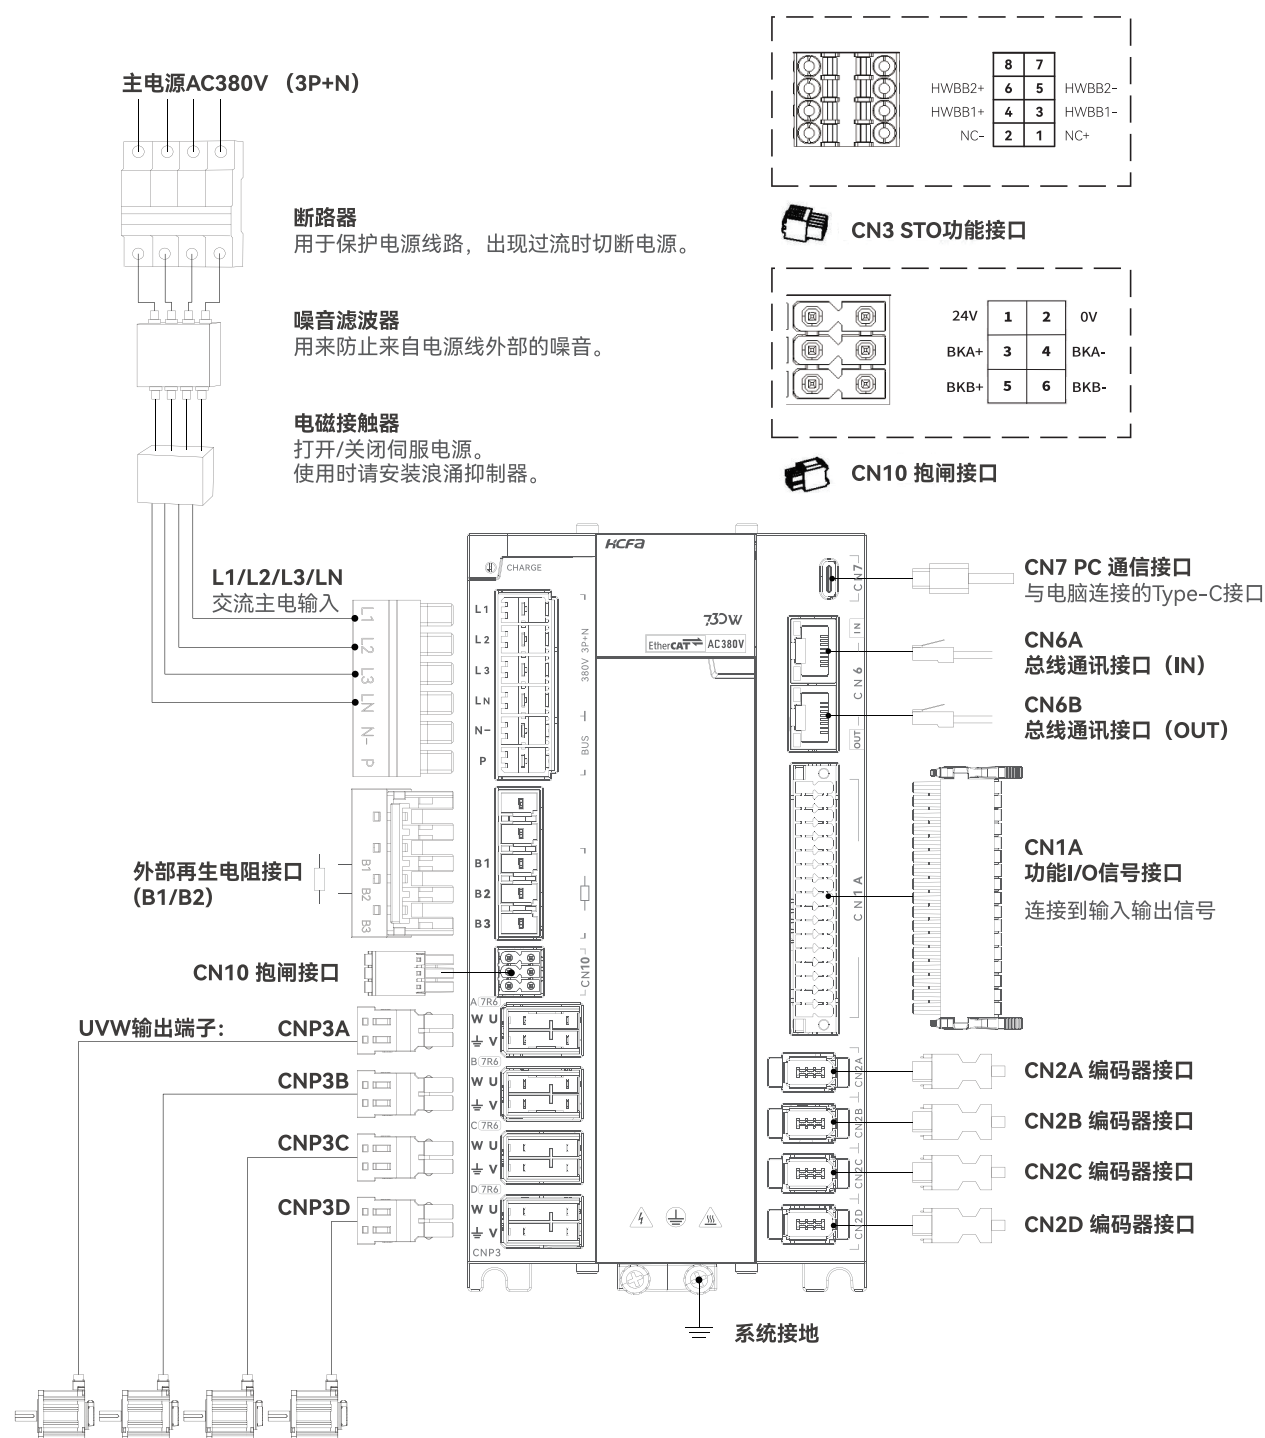 主电源AC380V （3P+N）
断路器
用于保护电源线路，出现过流时切断电源。
噪音滤波器
用来防止来自电源线外部的噪音。
电磁接触器
打开/关闭伺服电源。
使用时请安装浪涌抑制器。
8 7
HWBB2+ 6 5 HWBB2-
HWBB1+ 4 3 HWBB1-
NC- 2 1 NC+
CN3 STO功能接口
24V 1 2 0V
BKA+ 3 4 BKA-
BKB+ 5 6 BKB-
CN10 抱闸接口
L1/L2/L3/LN
交流主电输入
L1
L2
L3
LN
N-
P
外部再生电阻接口
(B1/B2)
B1
B2
B3
CN10 抱闸接口
UVW输出端子：
CNP3A
CNP3B
CNP3C
CNP3D
HCFa
CHARGE
L1
L2
L3
LN
N-
P
380V 3P+N
BUS
B1
B2
B3
CN10
A 7R6
W U
V
B 7R6
W U
V
C 7R6
W U
V
D 7R6
W U
V
CNP3
730W
EtherCAT AC380V
CN7
IN
CN6
OUT
CN1A
CN2A
CN2B
CN2C
CN2D
CN7 PC 通信接口
与电脑连接的Type-C接口
CN6A
总线通讯接口（IN）
CN6B
总线通讯接口（OUT）
CN1A
功能I/O信号接口
连接到输入输出信号
CN2A 编码器接口
CN2B 编码器接口
CN2C 编码器接口
CN2D 编码器接口
系统接地